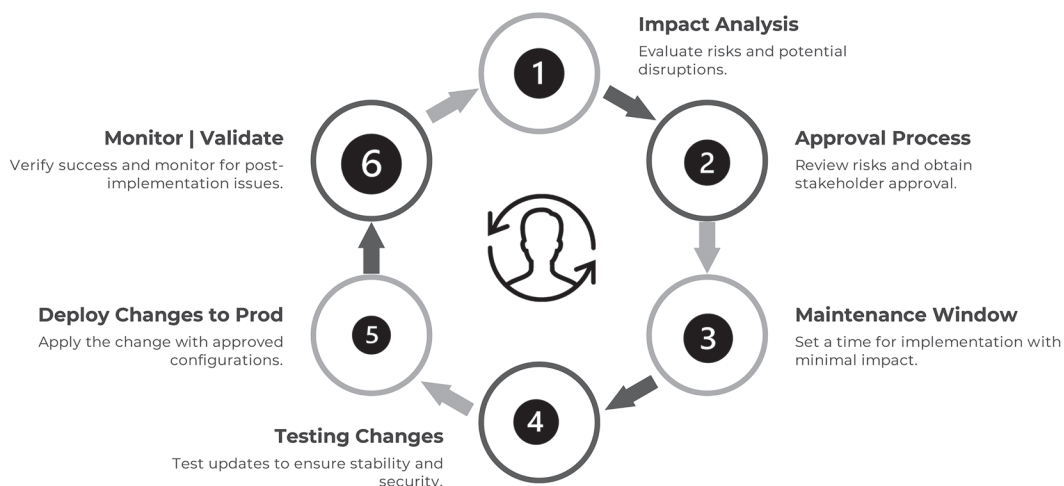 1
Impact Analysis
Evaluate risks and potential
disruptions.
2
Approval Process
Review risks and obtain
stakeholder approval.
3
Maintenance Window
Set a time for implementation with
minimal impact.
4
Testing Changes
Test updates to ensure stability and
security.
5
Deploy Changes to Prod
Apply the change with approved
configurations.
6
Monitor | Validate
Verify success and monitor for post-
implementation issues.